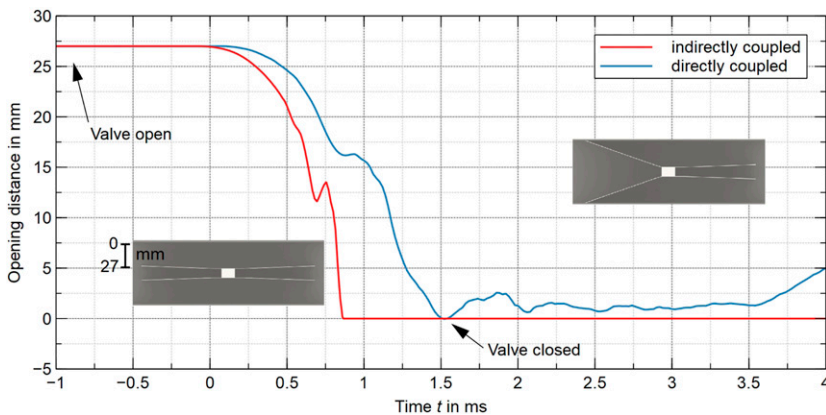 30
indirectly coupled
directly coupled
25
20
15
10
5
0
−5
Opening distance in mm
Valve open
0
mm
27
Valve closed
−1 −0.5 0 0.5 1 1.5 2 2.5 3 3.5 4
Time t in ms